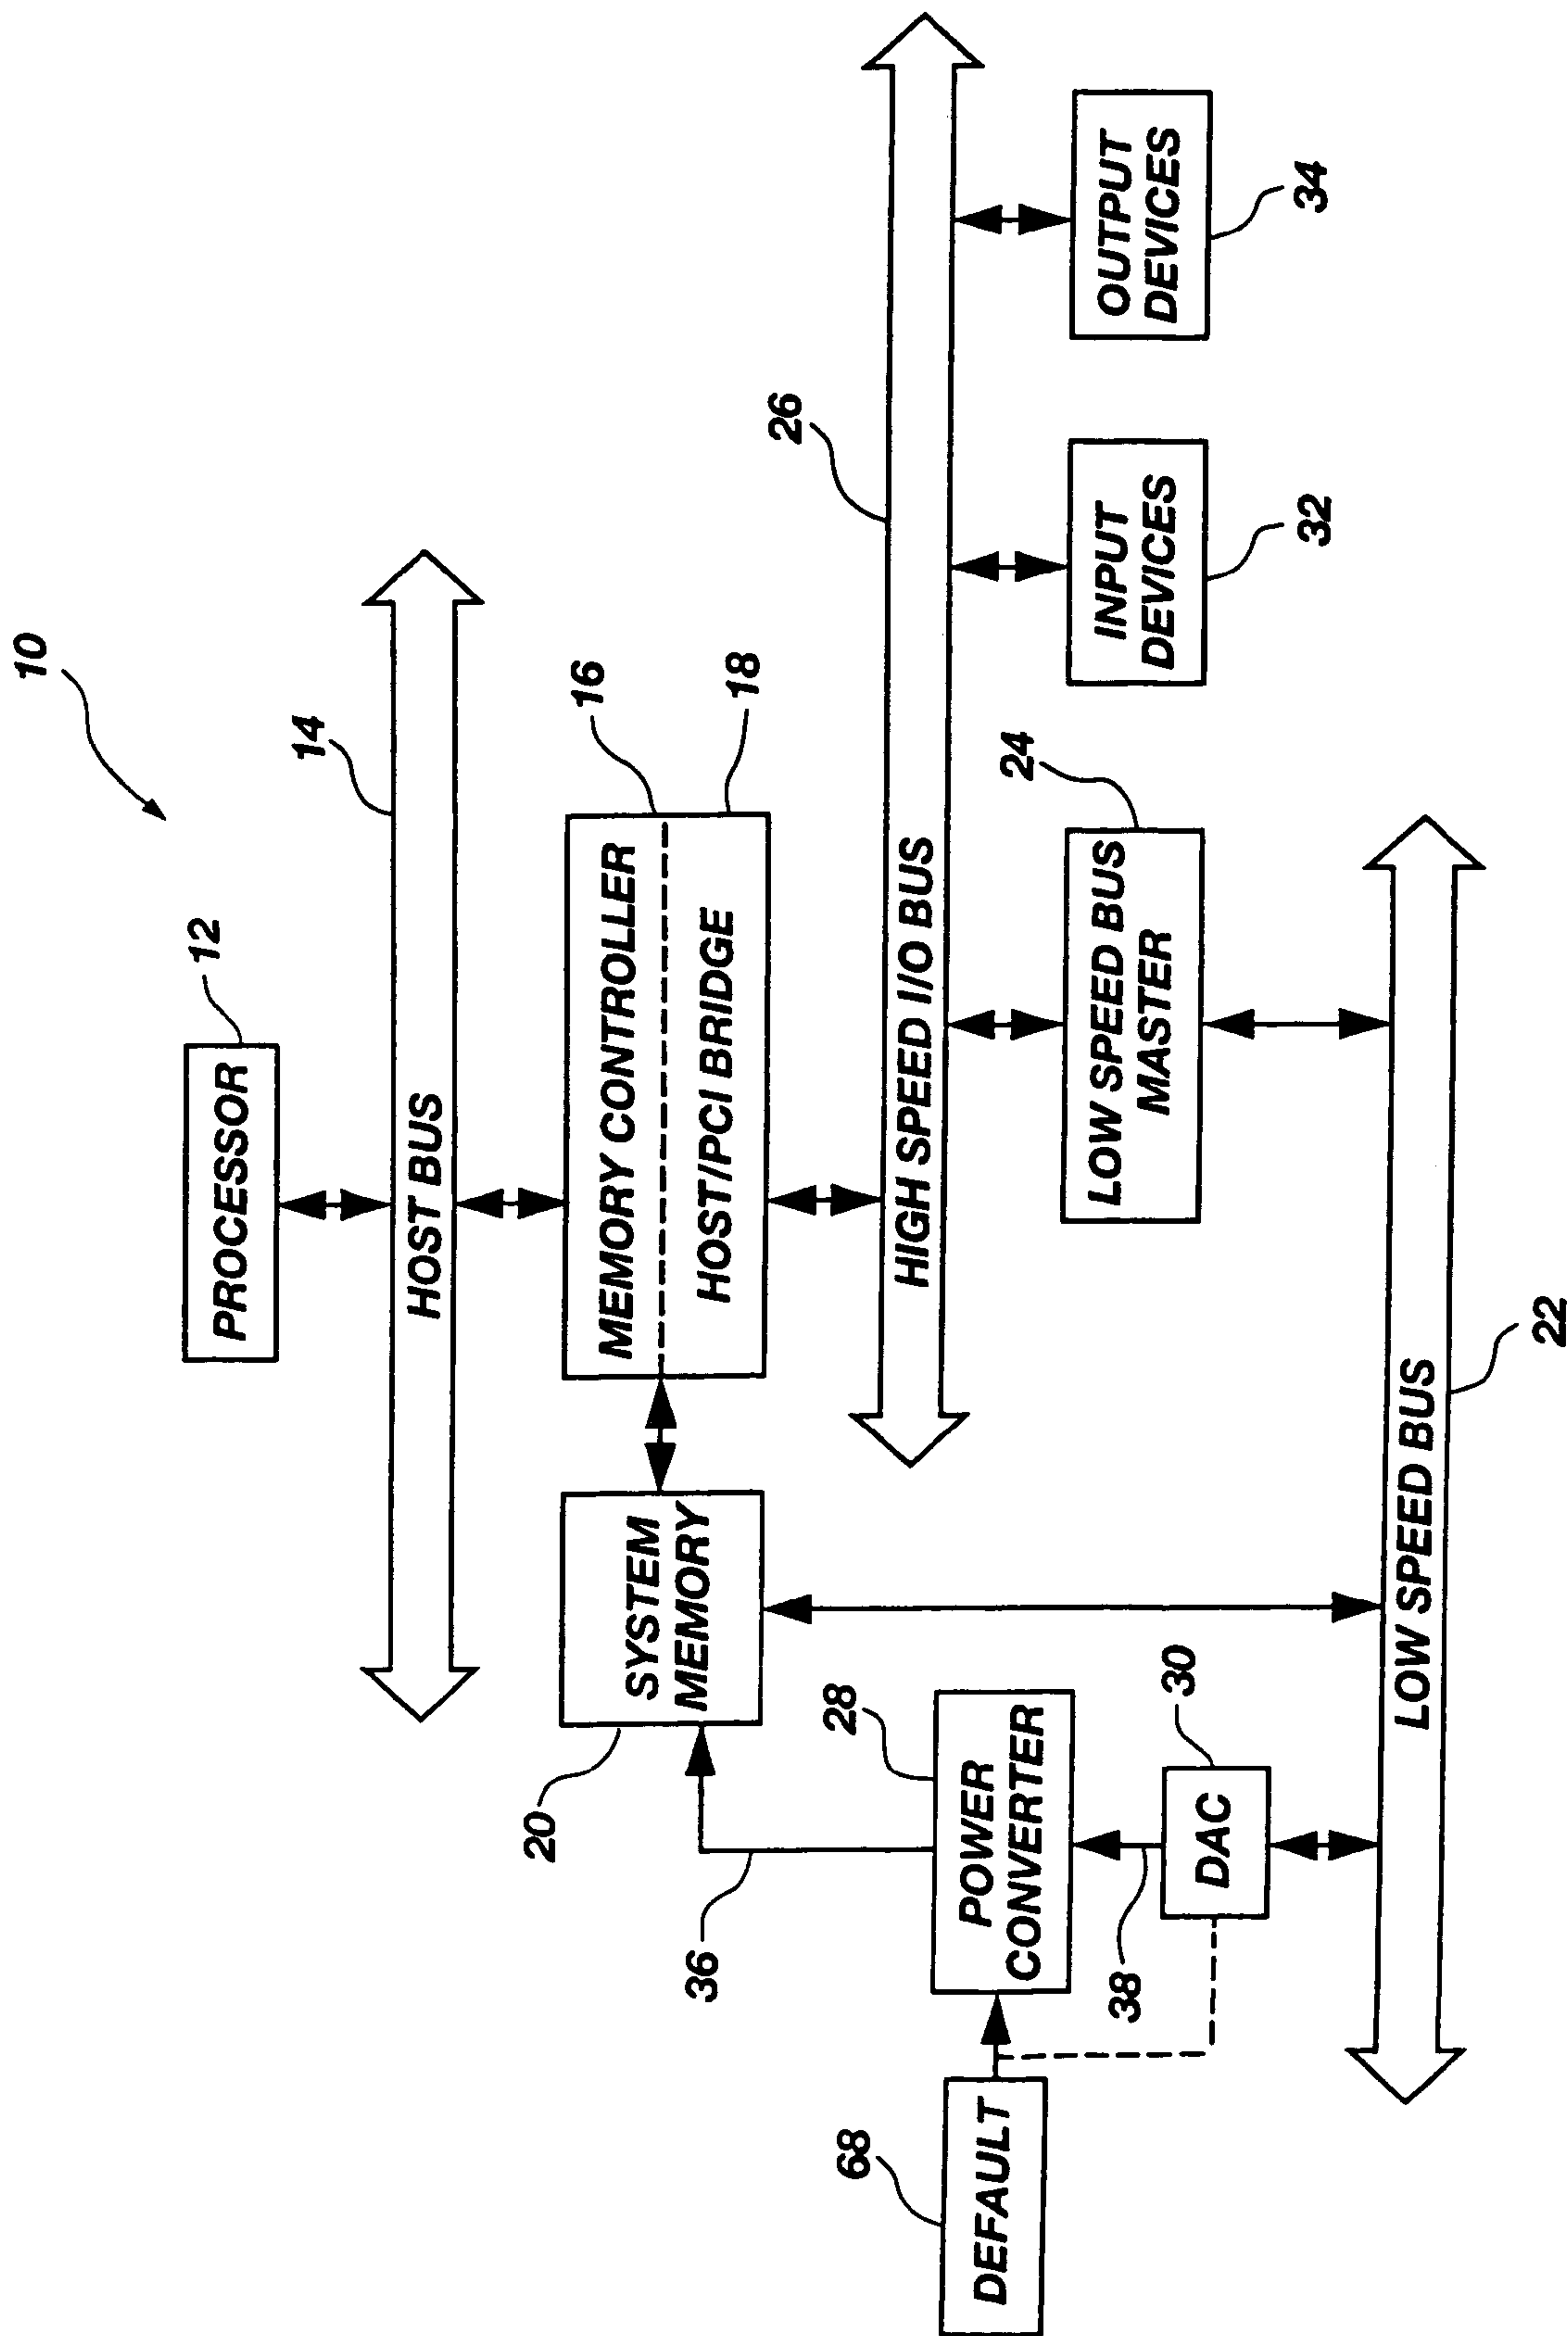 10
PROCESSOR
12
14
HOST BUS
16
MEMORY CONTROLLER
18
HOST/PCI BRIDGE
SYSTEM
MEMORY
20
26
HIGH SPEED I/O BUS
36
28
POWER
CONVERTER
68
DEFAULT
38
30
DAC
24
LOW SPEED BUS
MASTER
INPUT
DEVICES
32
OUTPUT
DEVICES
34
LOW SPEED BUS
22